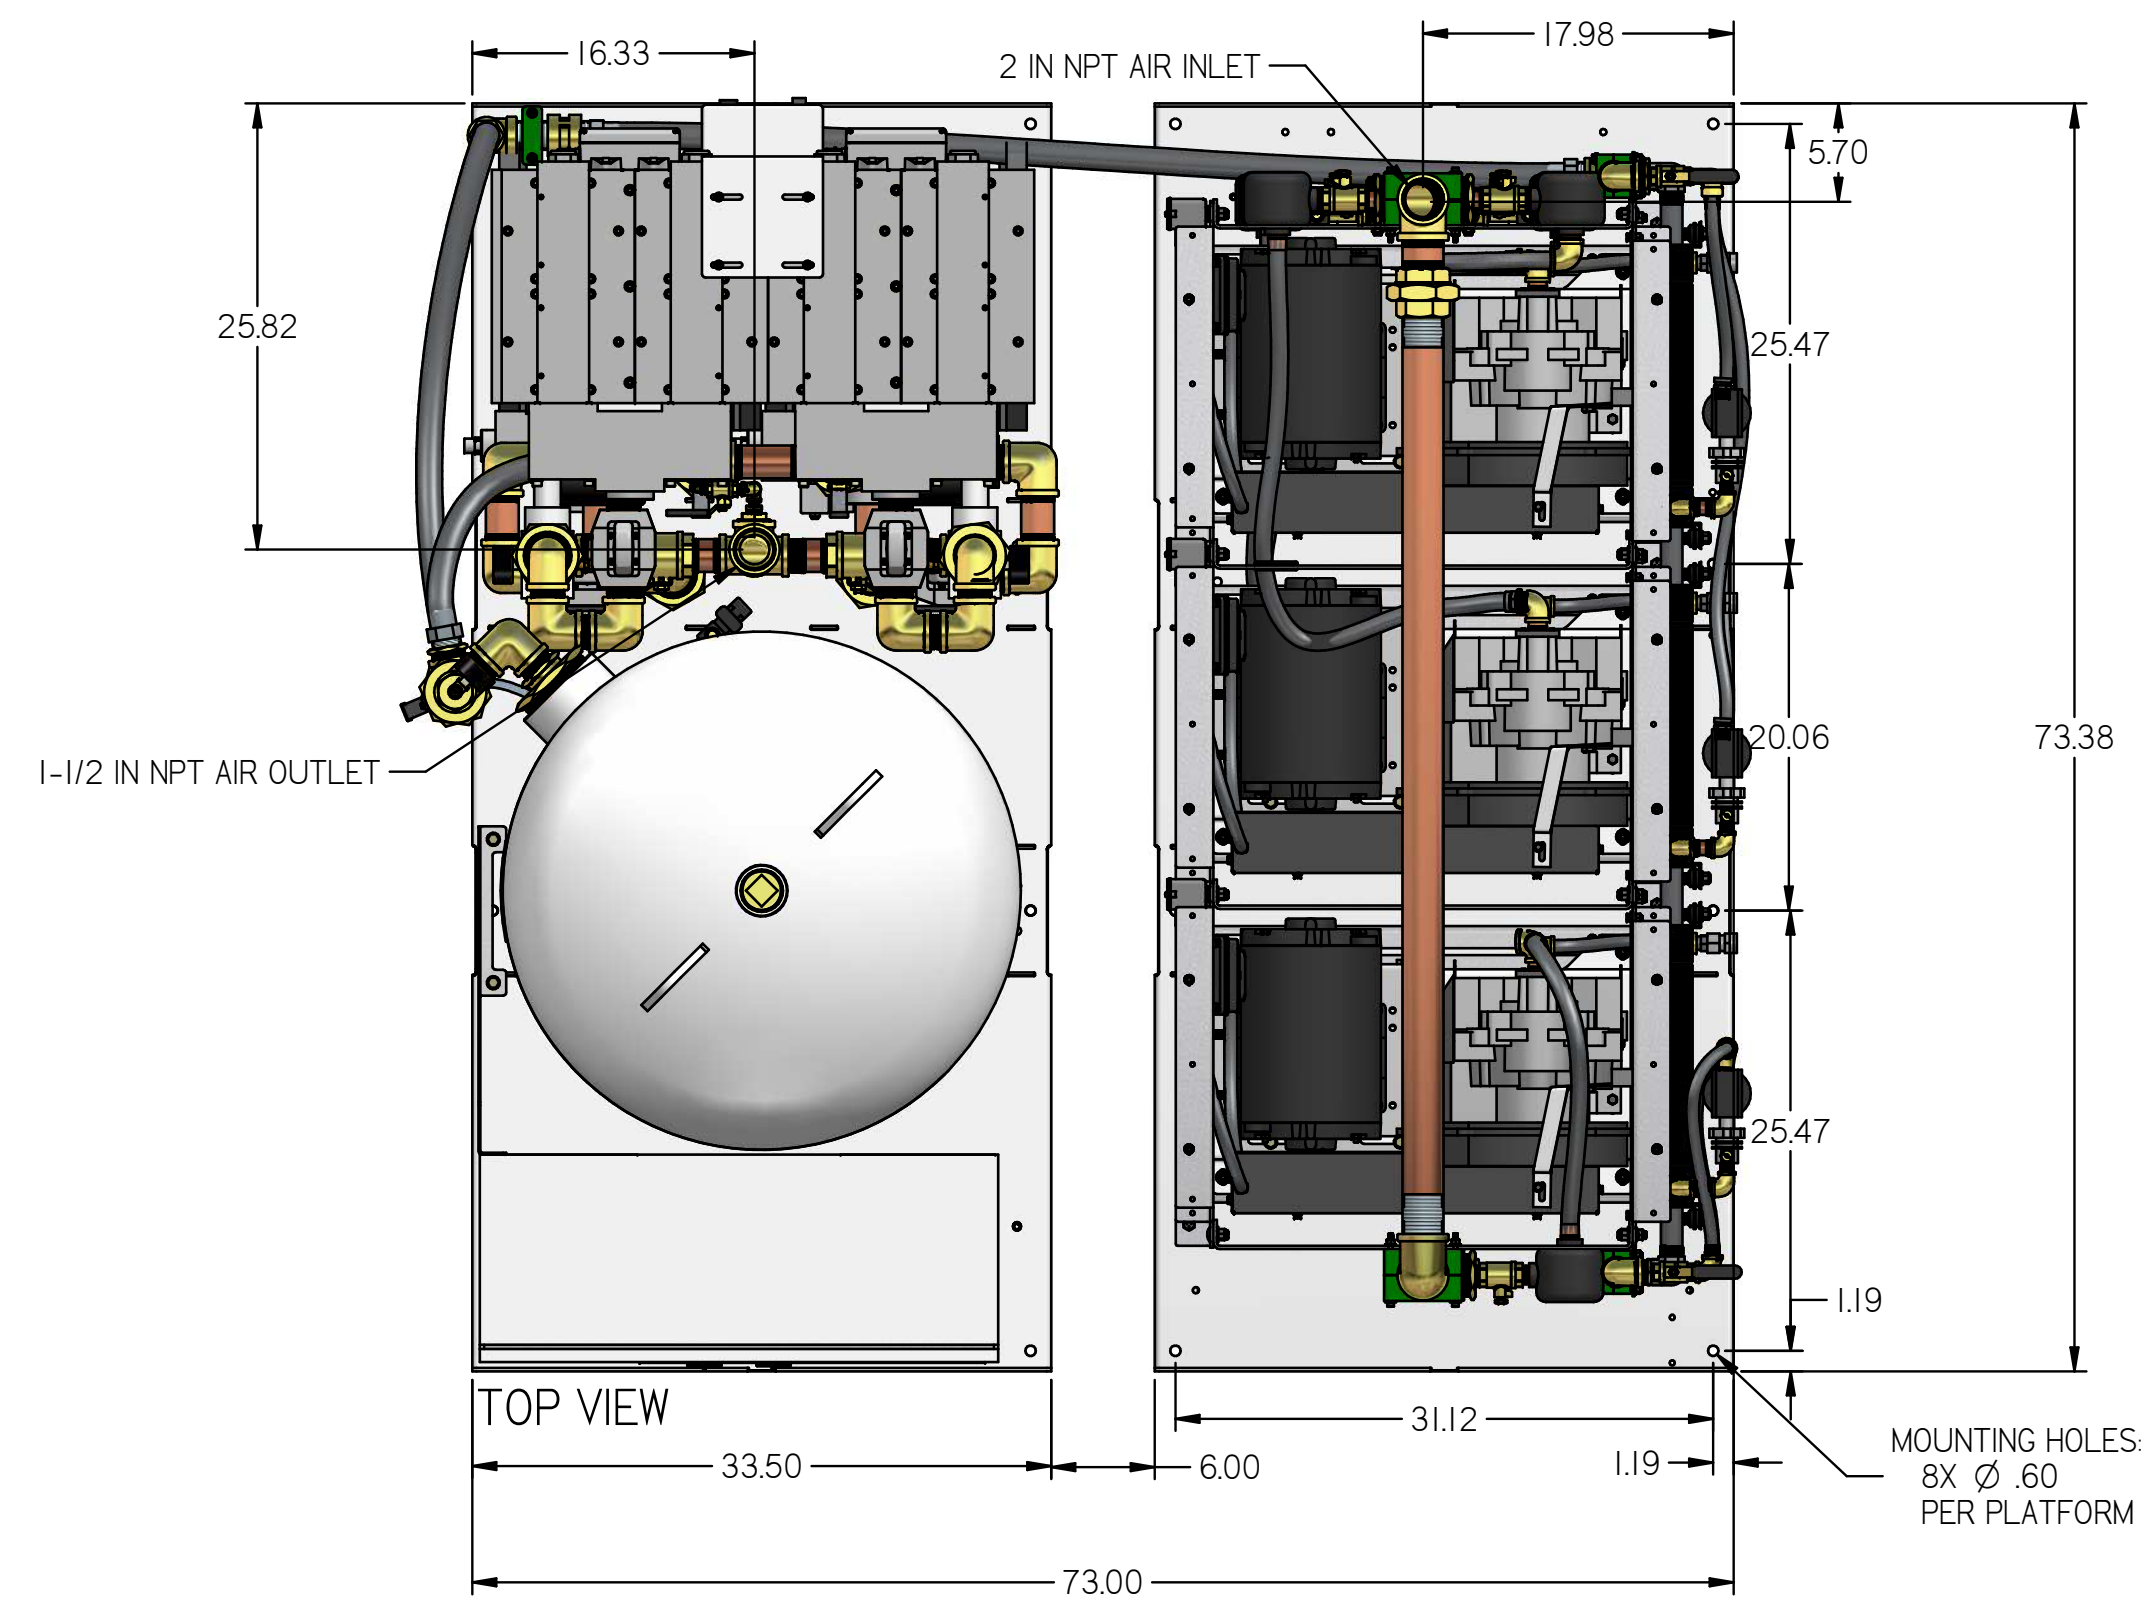 16.33
17.98
2 IN NPT AIR INLET
5.70
25.82
25.47
20.06
73.38
1-1/2 IN NPT AIR OUTLET
25.47
1.19
TOP VIEW
31.12
33.50
6.00
1.19
MOUNTING HOLES:
8X Ø .60
PER PLATFORM
73.00